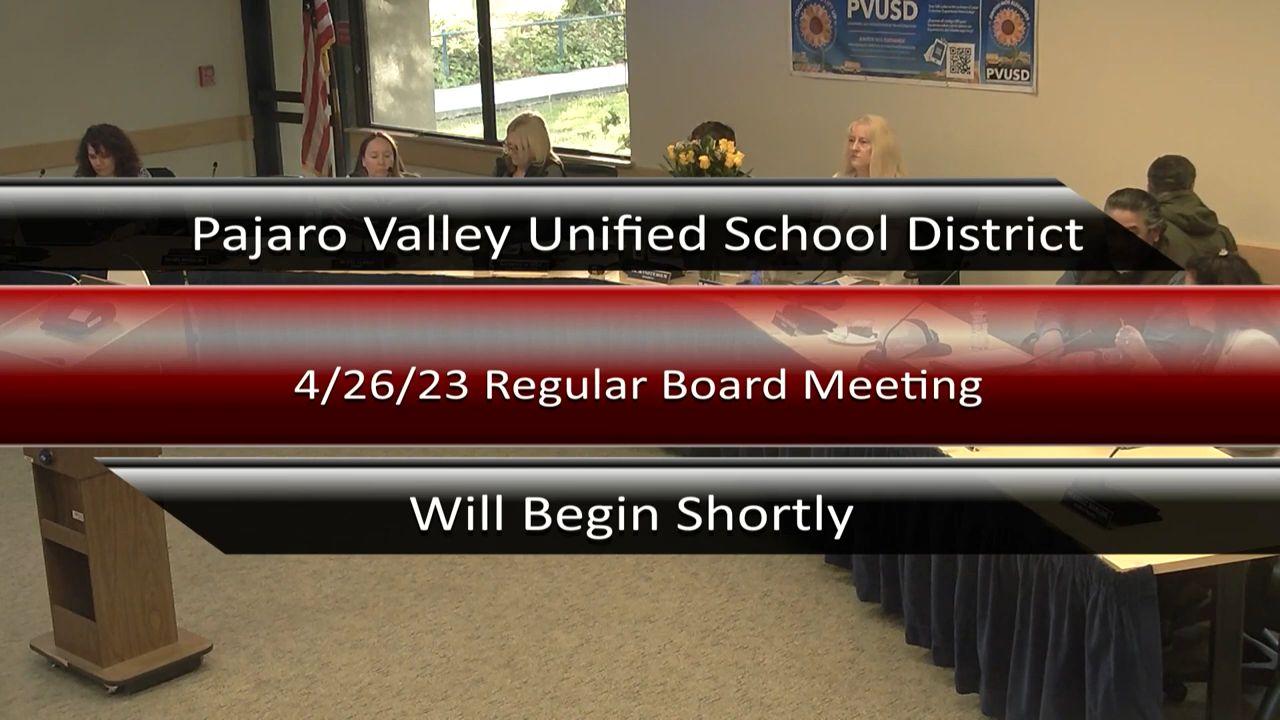 PVUSD
PVUSD
Pajaro Valley Unified School District
4/26/23 Regular Board Meeting
Will Begin Shortly